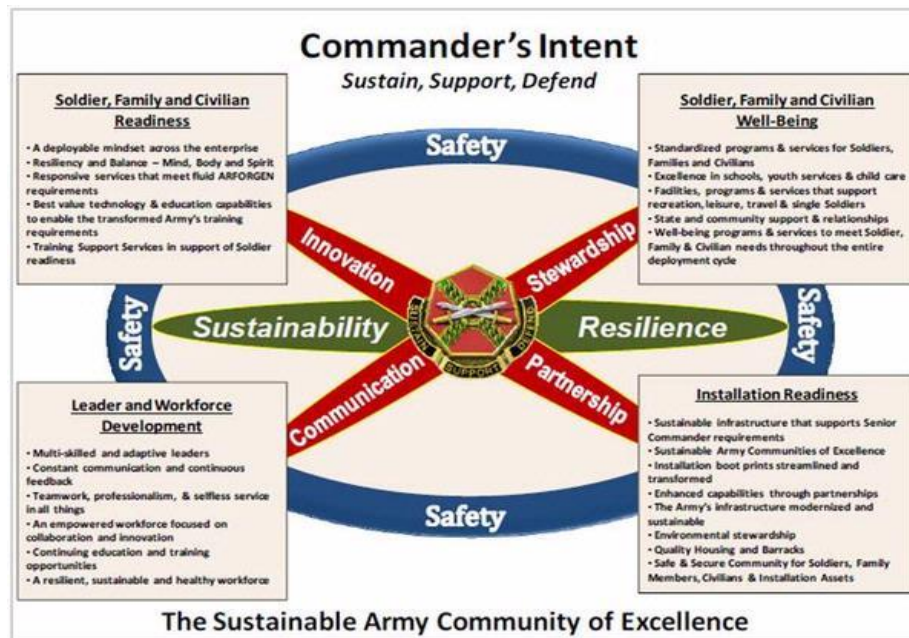 Commander's Intent
Sustain, Support, Defend
Soldier, Family and Civilian
Readiness
• A deployable mindset across the enterprise
• Resiliency and Balance – Mind, Body and Spirit
• Responsive services that meet fluid ARFORGEN
requirements
• Best value technology & education capabilities
to enable the transformed Army's training
requirements
• Training Support Services in support of Soldier
readiness
Soldier, Family and Civilian
Well-Being
• Standardized programs & services for Soldiers,
Families and Civilians
• Excellence in schools, youth services & child care
• Facilities, programs & services that support
recreation, leisure, travel & single Soldiers
• State and community support & relationships
• Well-being programs & services to meet Soldier,
Family & Civilian needs throughout the entire
deployment cycle
Safety
Innovation
Stewardship
Safety
Sustainability
SUSTAIN
SUPPORT
DEFEND
Resilience
Safety
Communication
Partnership
Leader and Workforce
Development
• Multi-skilled and adaptive leaders
• Constant communication and continuous
feedback
• Teamwork, professionalism, & selfless service
in all things
• An empowered workforce focused on
collaboration and innovation
• Continuing education and training
opportunities
• A resilient, sustainable and healthy workforce
Installation Readiness
• Sustainable infrastructure that supports Senior
Commander requirements
• Sustainable Army Communities of Excellence
• Installation boot prints streamlined and
transformed
• Enhanced capabilities through partnerships
• The Army's infrastructure modernized and
sustainable
• Environmental stewardship
• Quality Housing and Barracks
• Safe & Secure Community for Soldiers, Family
Members, Civilians & Installation Assets
Safety
The Sustainable Army Community of Excellence